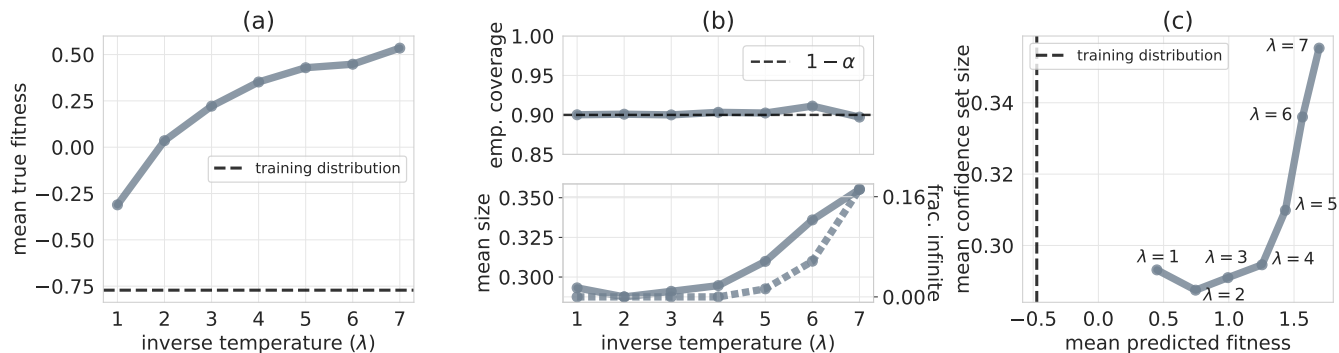 (a)
mean true fitness
0.50
0.25
0.00
−0.25
−0.50
−0.75
training distribution
1 2 3 4 5 6 7
inverse temperature (λ)
(b)
emp. coverage
1.00
0.95
0.90
0.85
1 − α
mean size
0.350
0.325
0.300
0.16
0.00
frac. infinite
1 2 3 4 5 6 7
inverse temperature (λ)
(c)
mean confidence set size
0.34
0.32
0.30
training distribution
λ = 7
λ = 6
λ = 5
λ = 1
λ = 3
λ = 4
λ = 2
−0.5 0.0 0.5 1.0 1.5
mean predicted fitness